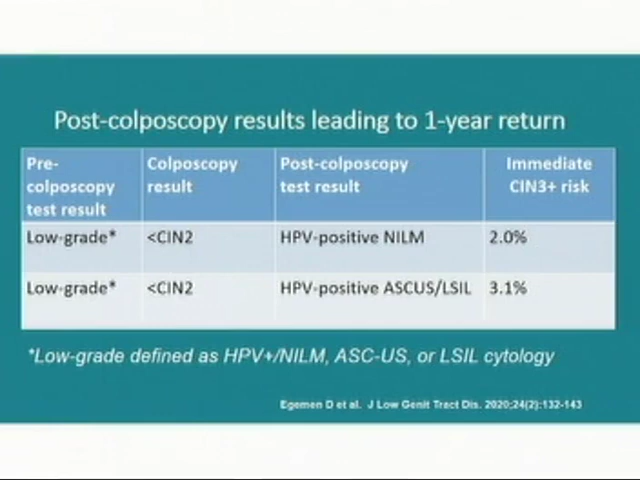 Post-colposcopy results leading to 1-year return
Pre-colposcopy test result | Colposcopy result | Post-colposcopy test result | Immediate CIN3+ risk
Low-grade* | <CIN2 | HPV-positive NILM | 2.0%
Low-grade* | <CIN2 | HPV-positive ASCUS/LSIL | 3.1%
*Low-grade defined as HPV+/NILM, ASC-US, or LSIL cytology
Egemen D et al. J Low Genit Tract Dis. 2020;24(2):132-143